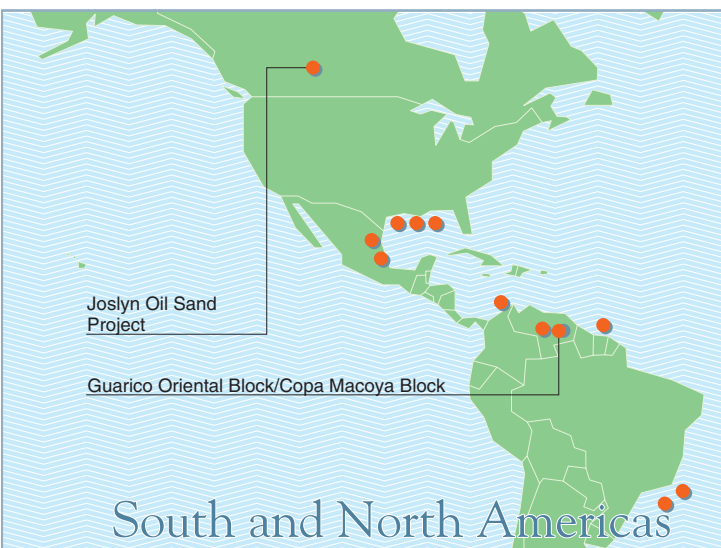 Joslyn Oil Sand
Project
Guarico Oriental Block/Copa Macoya Block
South and North Americas